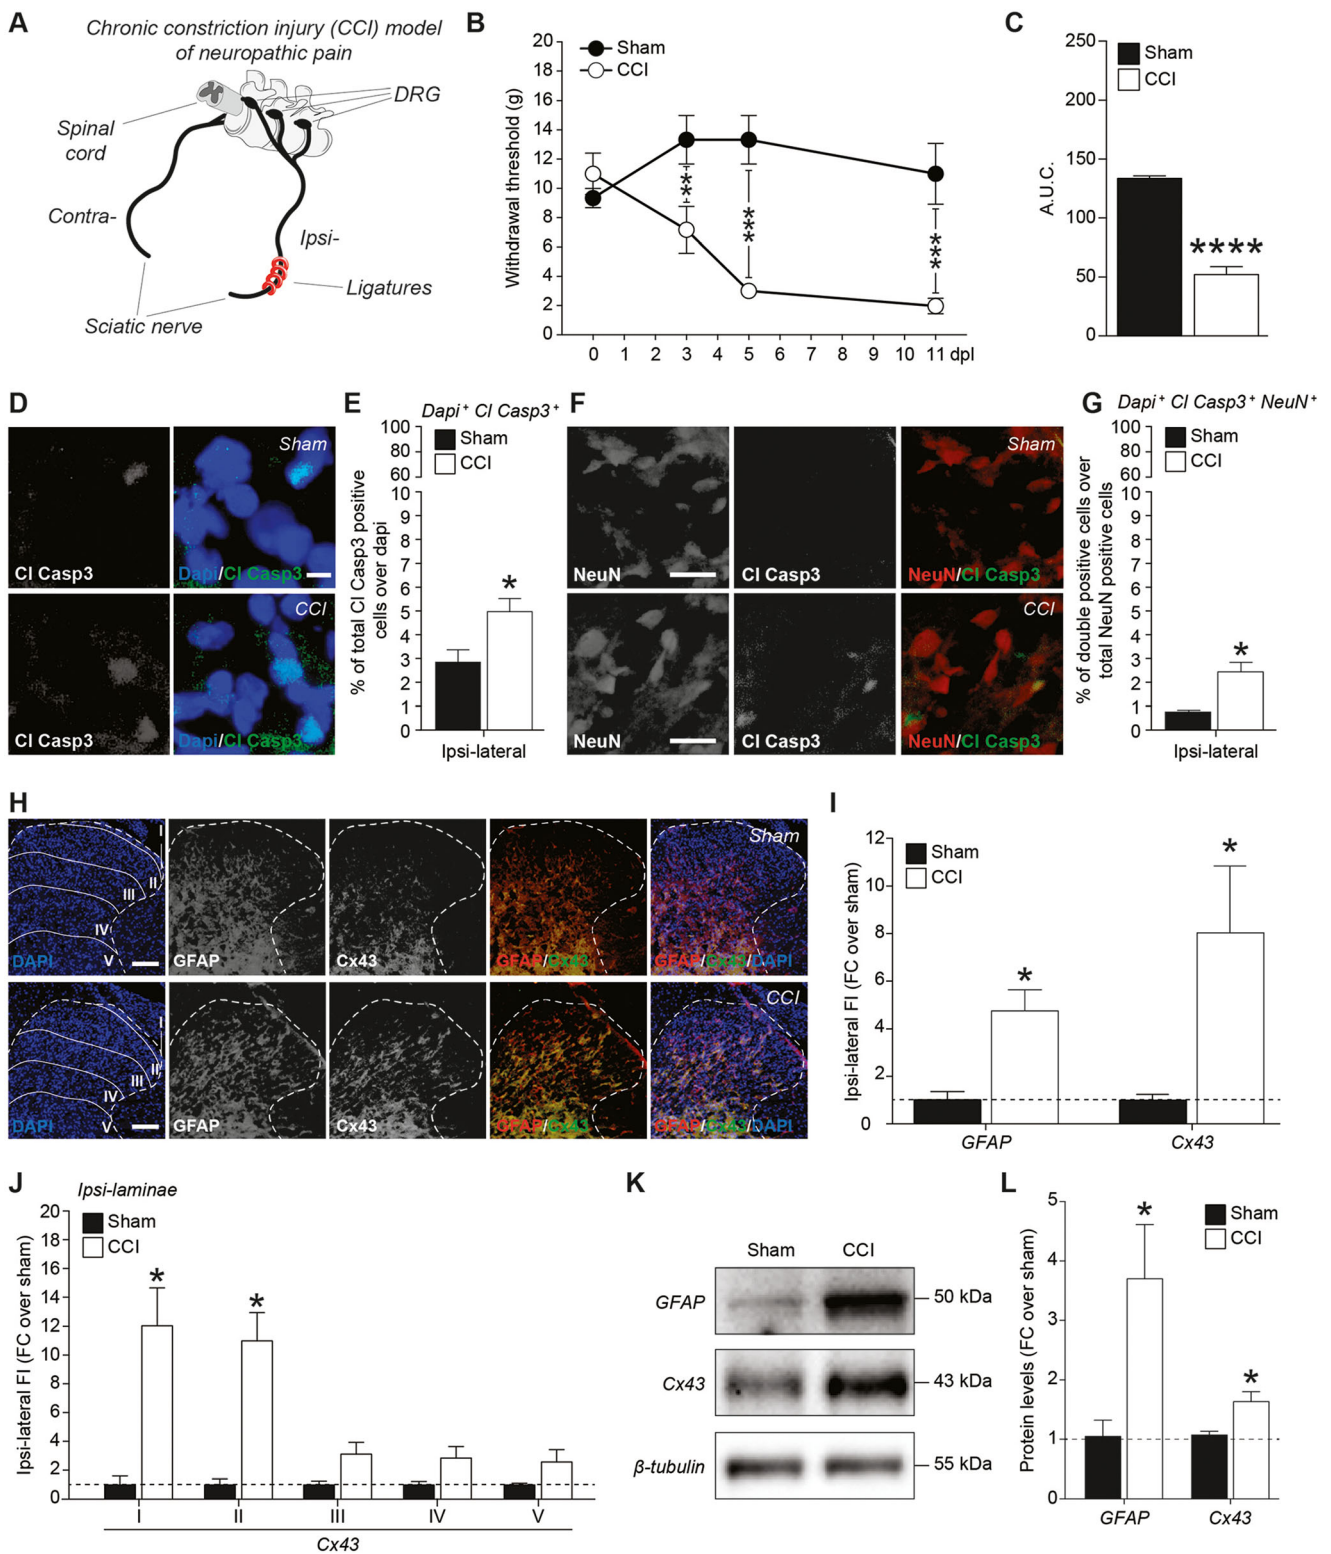 A
Chronic constriction injury (CCI) model
of neuropathic pain
DRG
Spinal
cord
Contra-
Ipsi-
Ligatures
Sciatic nerve
B
Withdrawal threshold (g)
20
18
16
14
12
10
8
6
4
2
0
Sham
CCI
**
***
***
0 1 2 3 4 5 6 7 8 9 10 11 dpl
C
A.U.C.
250
200
150
100
50
0
Sham
CCI
****
D
Sham
Cl Casp3
Dapi/Cl Casp3
CCI
Cl Casp3
Dapi/Cl Casp3
E
Dapi+ Cl Casp3+
% of total Cl Casp3 positive
cells over dapi
100
80
60
10
9
8
7
6
5
4
3
2
1
0
Sham
CCI
*
Ipsi-lateral
F
Sham
NeuN
Cl Casp3
NeuN/Cl Casp3
CCI
NeuN
Cl Casp3
NeuN/Cl Casp3
G
Dapi+ Cl Casp3+ NeuN+
% of double positive cells over
total NeuN positive cells
100
80
60
10
9
8
7
6
5
4
3
2
1
0
Sham
CCI
*
Ipsi-lateral
H
I
II
III
IV
V
DAPI
GFAP
Cx43
GFAP/Cx43
Sham
GFAP/Cx43/DAPI
I
II
III
IV
V
DAPI
GFAP
Cx43
GFAP/Cx43
CCI
GFAP/Cx43/DAPI
I
Ipsi-lateral FI (FC over sham)
12
10
8
6
4
2
0
Sham
CCI
*
*
GFAP
Cx43
J
Ipsi-laminae
Ipsi-lateral FI (FC over sham)
20
18
16
14
12
10
8
6
4
2
0
Sham
CCI
*
*
I II III IV V
Cx43
K
Sham CCI
GFAP
50 kDa
Cx43
43 kDa
β-tubulin
55 kDa
L
Protein levels (FC over sham)
5
4
3
2
1
0
Sham
CCI
*
*
GFAP
Cx43